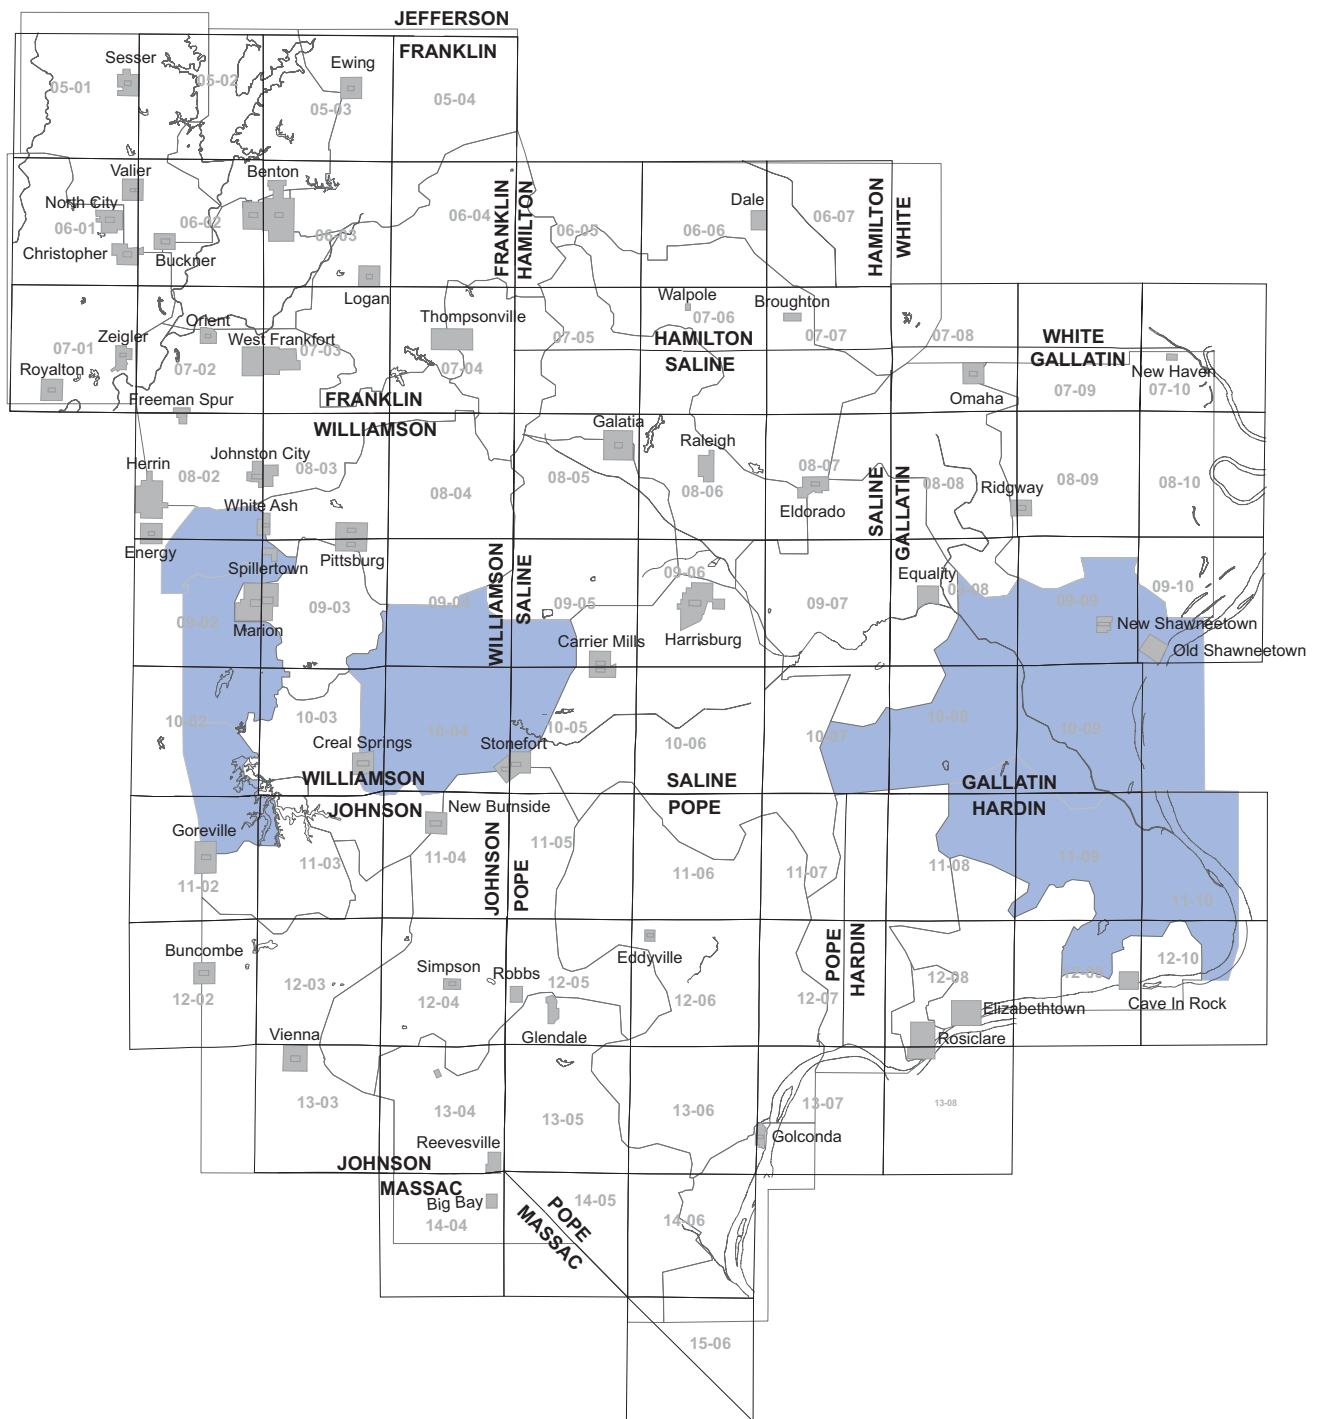 JEFFERSON
FRANKLIN
Sesser
Ewing
05-01
05-02
05-03
05-04
Valier
Benton
North City
06-01
06-02
06-03
06-04
FRANKLIN
HAMILTON
06-05
06-06
Dale
06-07
HAMILTON
WHITE
Christopher
Buckner
Logan
Walpole
Broughton
Thompsonville
Orient
Zeigler
West Frankfort
07-01
07-02
07-03
07-04
07-05
07-06
07-07
07-08
HAMILTON
SALINE
WHITE
GALLATIN
New Haven
Royalton
Omaha
07-09
07-10
Freeman Spur
FRANKLIN
WILLIAMSON
Galatia
Raleigh
Herrin
Johnston City
08-02
08-03
08-04
08-05
08-06
08-07
08-08
08-09
08-10
SALINE
GALLATIN
Ridgway
White Ash
Eldorado
Energy
Pittsburg
Spillertown
WILLIAMSON
SALINE
Equality
09-02
09-03
09-04
09-05
09-06
09-07
09-08
09-09
09-10
Marion
Carrier Mills
Harrisburg
New Shawneetown
Old Shawneetown
10-02
10-03
10-04
10-05
10-06
10-07
10-08
10-09
Creal Springs
Stonefort
WILLIAMSON
JOHNSON
SALINE
POPE
GALLATIN
HARDIN
New Burnside
Goreville
11-02
11-03
11-04
JOHNSON
POPE
11-05
11-06
11-07
11-08
11-09
11-10
Buncombe
Eddyville
POPE
HARDIN
Simpson
Robbs
12-02
12-03
12-04
12-05
12-06
12-07
12-08
12-09
12-10
Elizabethtown
Cave In Rock
Vienna
Glendale
Rosiclare
13-03
13-04
13-05
13-06
13-07
13-08
Reevesville
Golconda
JOHNSON
MASSAC
Big Bay
14-04
14-05
POPE
MASSAC
14-06
15-06